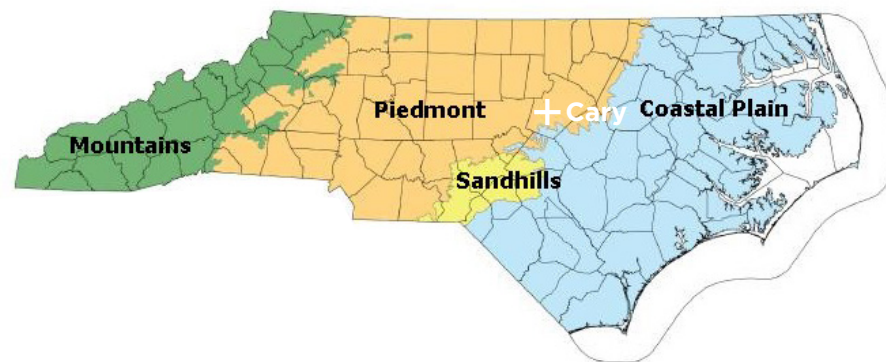 Piedmont
Cary
Coastal Plain
Mountains
Sandhills